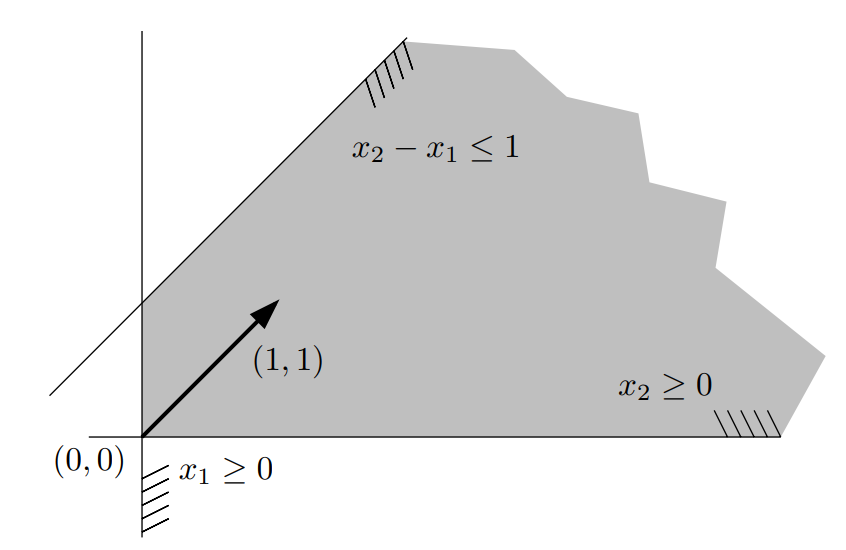 x₂ − x₁ ≤ 1
(1, 1)
x₂ ≥ 0
(0, 0)
x₁ ≥ 0